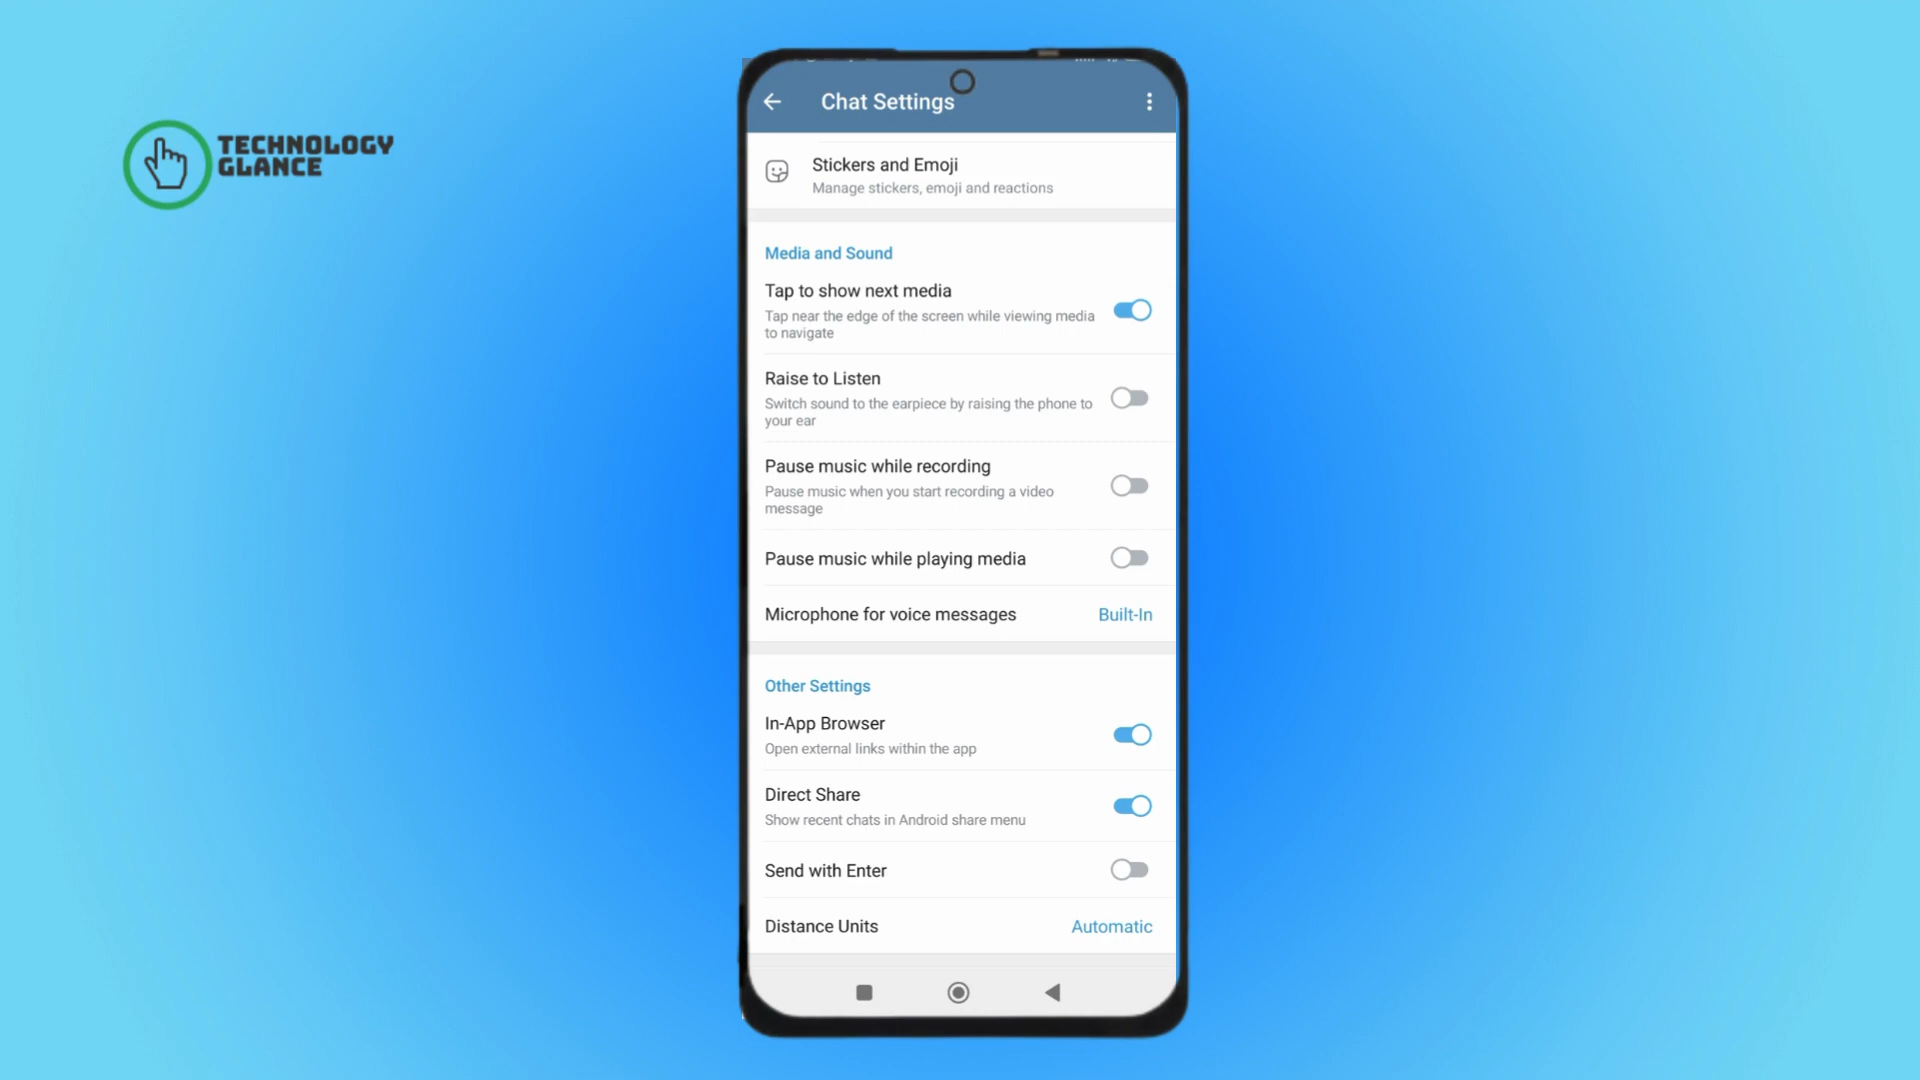 TECHNOLOGY
GLANCE
Chat Settings
Stickers and Emoji
Manage stickers, emoji and reactions
Media and Sound
Tap to show next media
Tap near the edge of the screen while viewing media
to navigate
Raise to Listen
Switch sound to the earpiece by raising the phone to
your ear
Pause music while recording
Pause music when you start recording a video
message
Pause music while playing media
Microphone for voice messages Built-In
Other Settings
In-App Browser
Open external links within the app
Direct Share
Show recent chats in Android share menu
Send with Enter
Distance Units Automatic